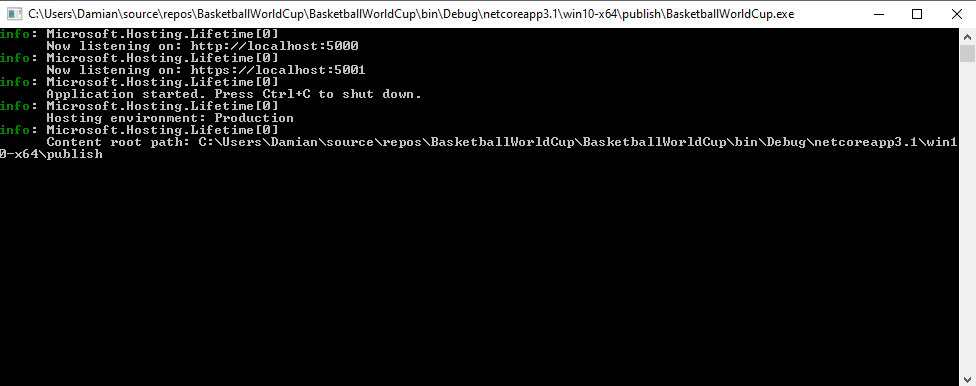 C:\Users\Damian\source\repos\BasketballWorldCup\BasketballWorldCup\bin\Debug\netcoreapp3.1\win10-x64\publish\BasketballWorldCup.exe
info: Microsoft.Hosting.Lifetime[0]
      Now listening on: http://localhost:5000
info: Microsoft.Hosting.Lifetime[0]
      Now listening on: https://localhost:5001
info: Microsoft.Hosting.Lifetime[0]
      Application started. Press Ctrl+C to shut down.
info: Microsoft.Hosting.Lifetime[0]
      Hosting environment: Production
info: Microsoft.Hosting.Lifetime[0]
      Content root path: C:\Users\Damian\source\repos\BasketballWorldCup\BasketballWorldCup\bin\Debug\netcoreapp3.1\win1
0-x64\publish